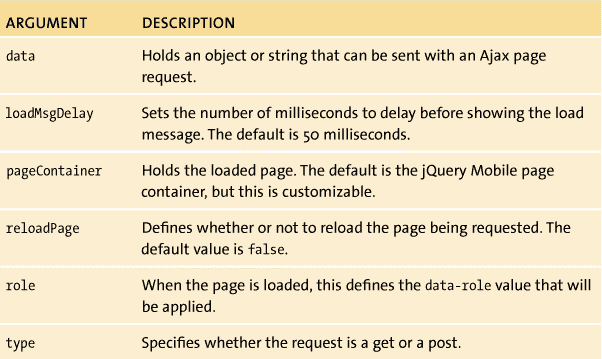 ARGUMENT DESCRIPTION
data Holds an object or string that can be sent with an Ajax page
request.
loadMsgDelay Sets the number of milliseconds to delay before showing the load
message. The default is 50 milliseconds.
pageContainer Holds the loaded page. The default is the jQuery Mobile page
container, but this is customizable.
reloadPage Defines whether or not to reload the page being requested. The
default value is false.
role When the page is loaded, this defines the data-role value that will
be applied.
type Specifies whether the request is a get or a post.